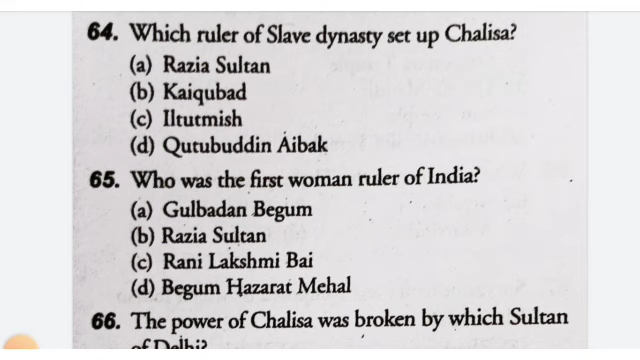 64. Which ruler of Slave dynasty set up Chalisa?
(a) Razia Sultan
(b) Kaiqubad
(c) Iltutmish
(d) Qutubuddin Aibak
65. Who was the first woman ruler of India?
(a) Gulbadan Begum
(b) Razia Sultan
(c) Rani Lakshmi Bai
(d) Begum Hazarat Mehal
66. The power of Chalisa was broken by which Sultan
of Delhi?